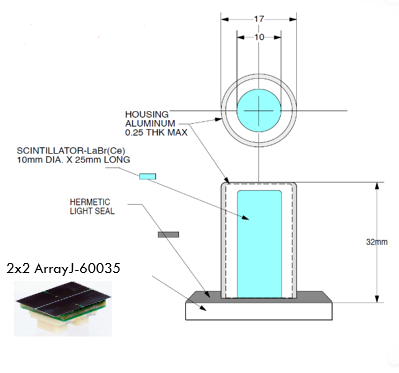 17
10
HOUSING
ALUMINUM
0.25 THK MAX
SCINTILLATOR-LaBr(Ce)
10mm DIA. X 25mm LONG
HERMETIC
LIGHT SEAL
32mm
2x2 ArrayJ-60035